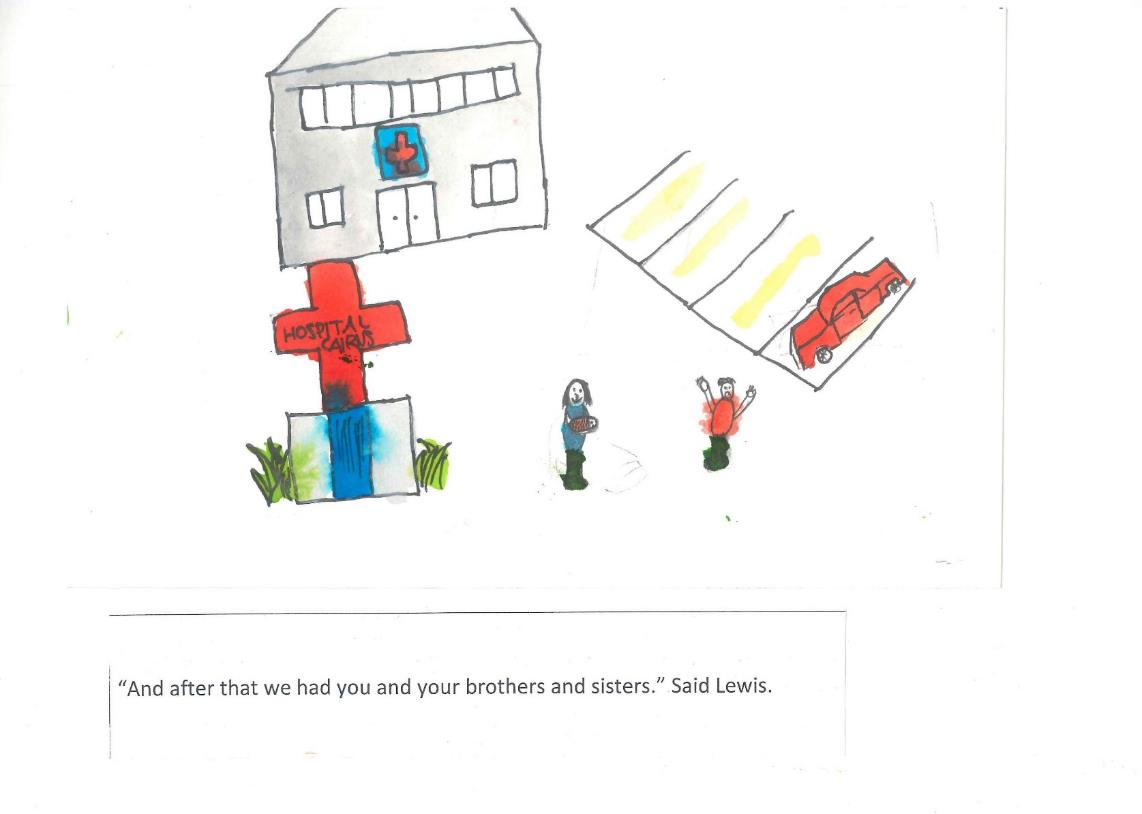 HOSPITAL
CAIRNS
“And after that we had you and your brothers and sisters.” Said Lewis.